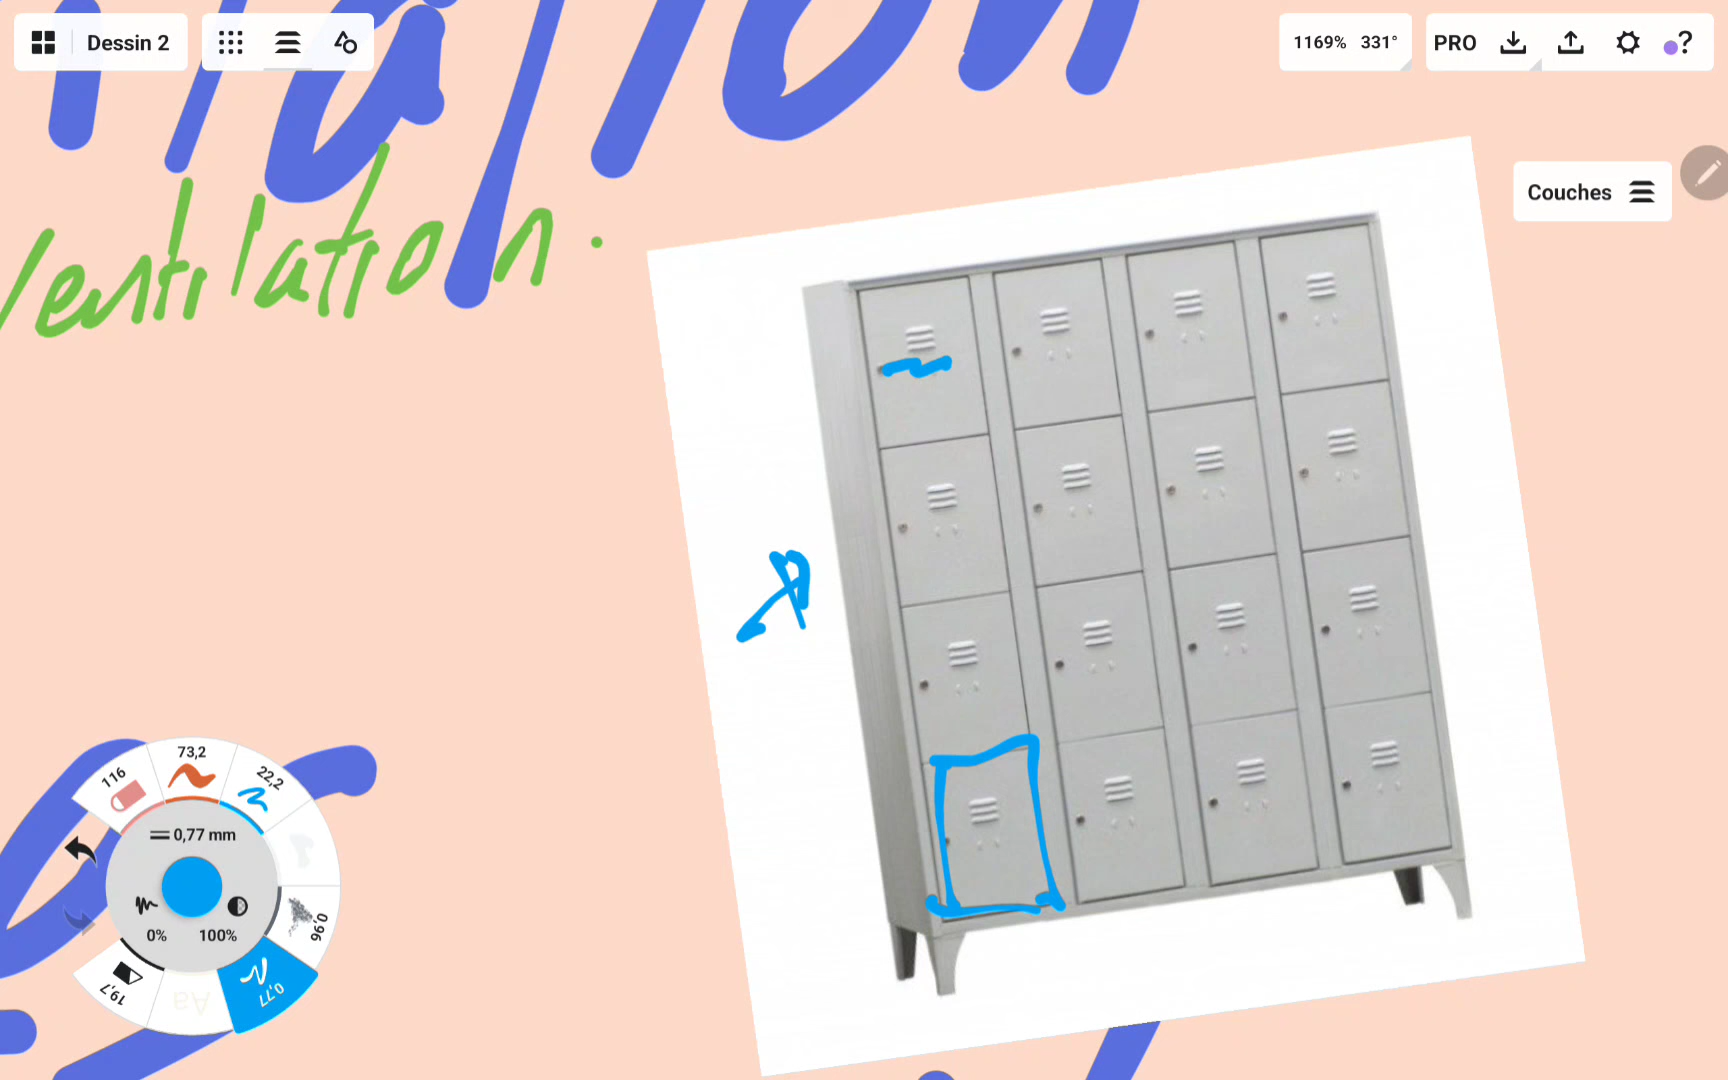 Dessin 2
1169% 331°
PRO
?
Couches
Ventilation.
116
73,2
22,2
0,77 mm
0%
100%
0,96
0,77
Aa
19,7